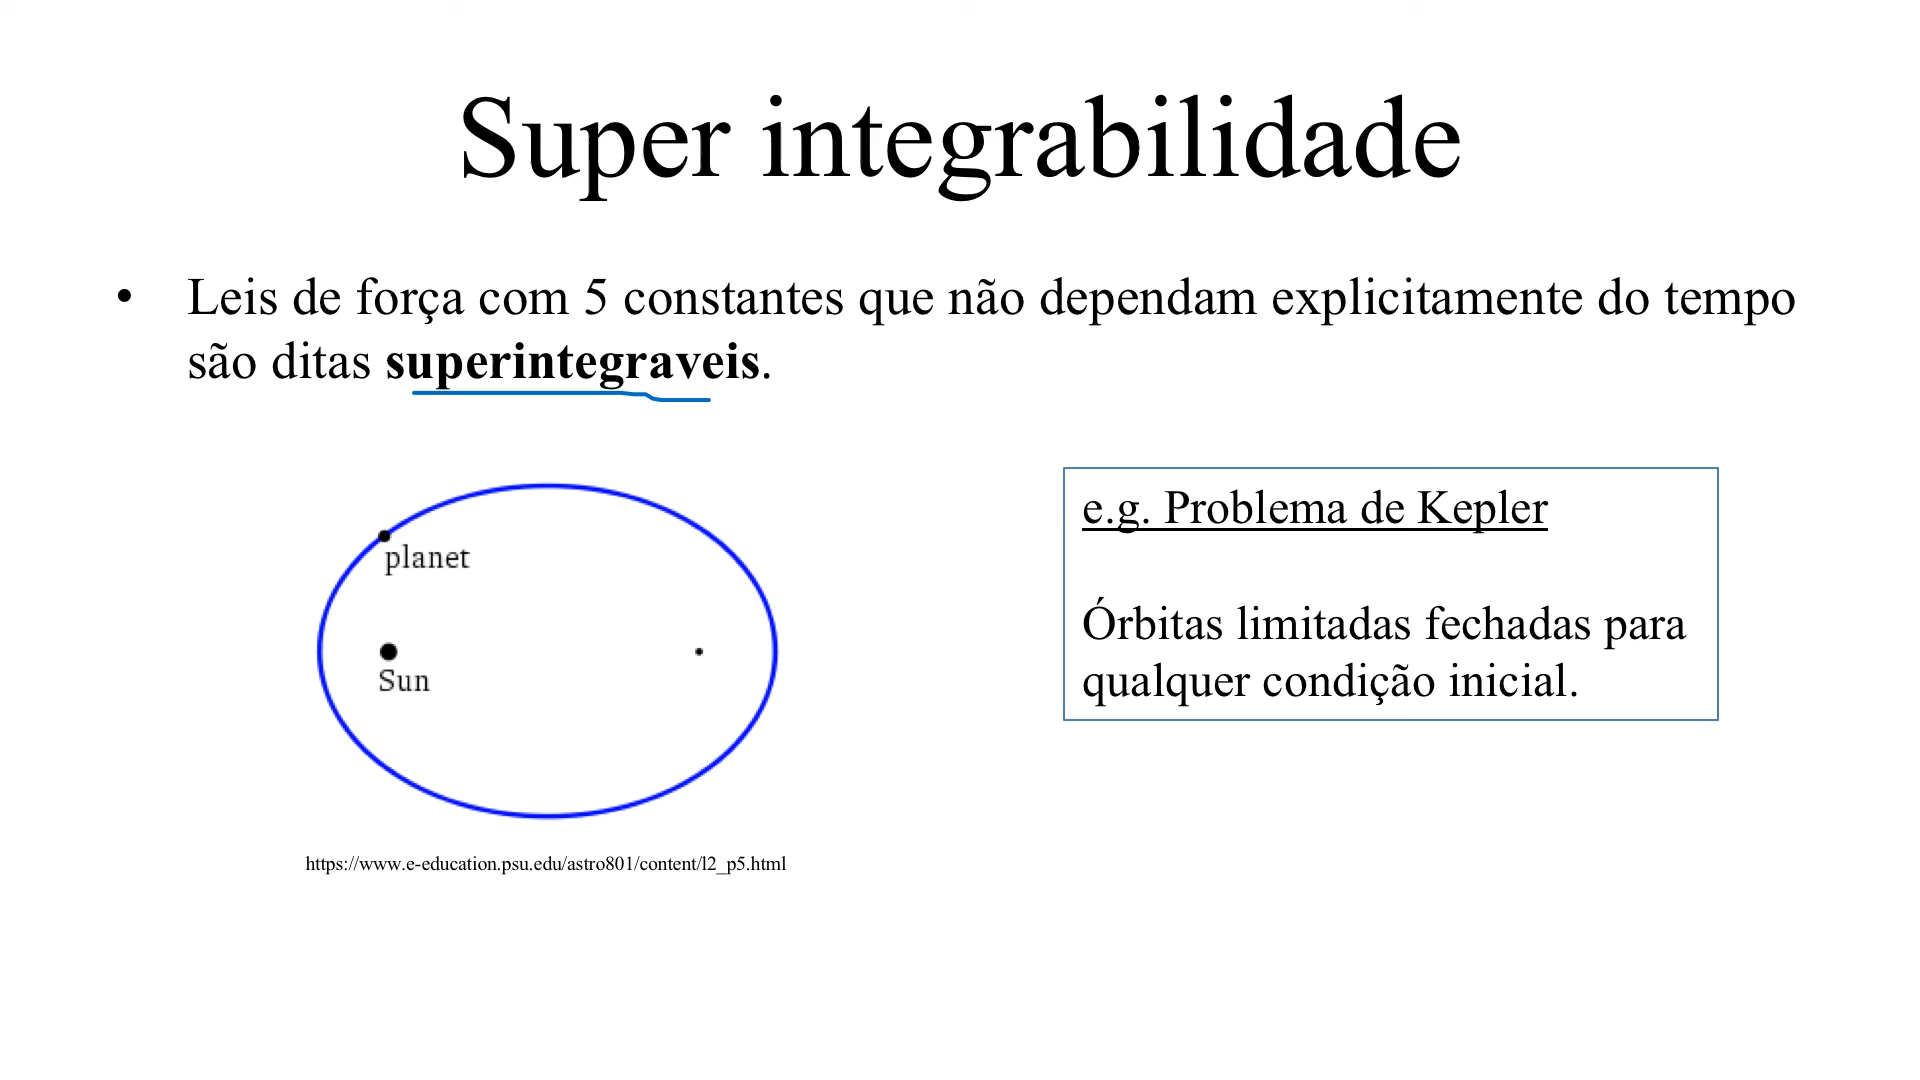 Super integrabilidade
• Leis de força com 5 constantes que não dependam explicitamente do tempo
são ditas superintegraveis.
planet
Sun
https://www.e-education.psu.edu/astro801/content/l2_p5.html
e.g. Problema de Kepler
Órbitas limitadas fechadas para
qualquer condição inicial.